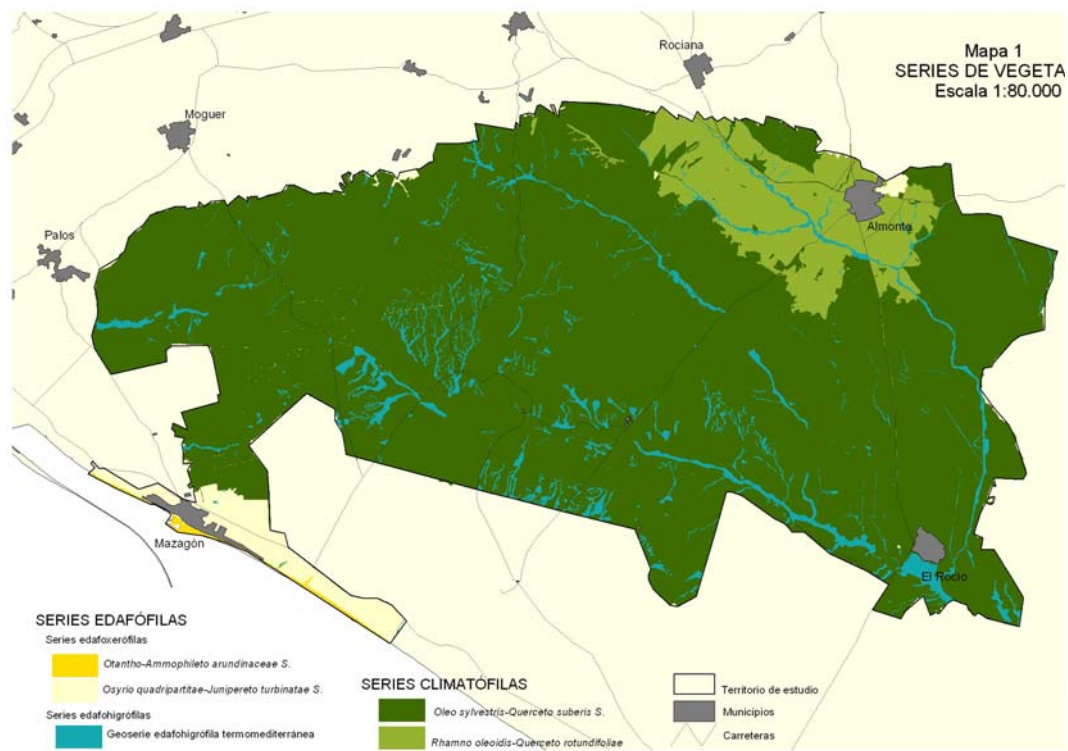 Mapa 1
SERIES DE VEGETA
Escala 1:80.000
Rociana
Moguer
Palos
Almonte
Mazagón
El Rocío
SERIES EDAFÓFILAS
Series edafoxerófilas
Otantho-Ammophileto arundinaceae S.
Osyrio quadripartitae-Junipereto turbinatae S.
Series edafohigrófilas
Geoserie edafohigrófila termomediterránea
SERIES CLIMATÓFILAS
Oleo sylvestris-Querceto suberis S.
Rhamno oleoidis-Querceto rotundifoliae
Territorio de estudio
Municipios
Carreteras